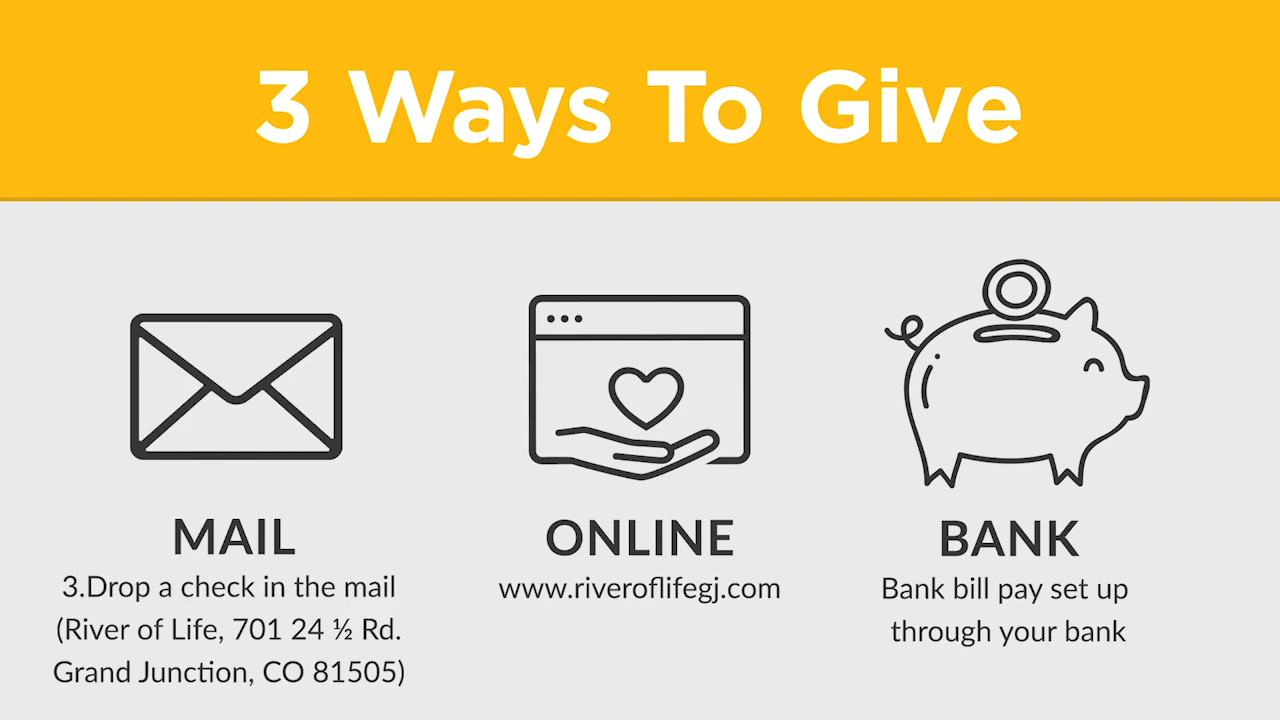 3 Ways To Give
MAIL
3.Drop a check in the mail
(River of Life, 701 24 ½ Rd.
Grand Junction, CO 81505)
ONLINE
www.riveroflifegj.com
BANK
Bank bill pay set up
through your bank